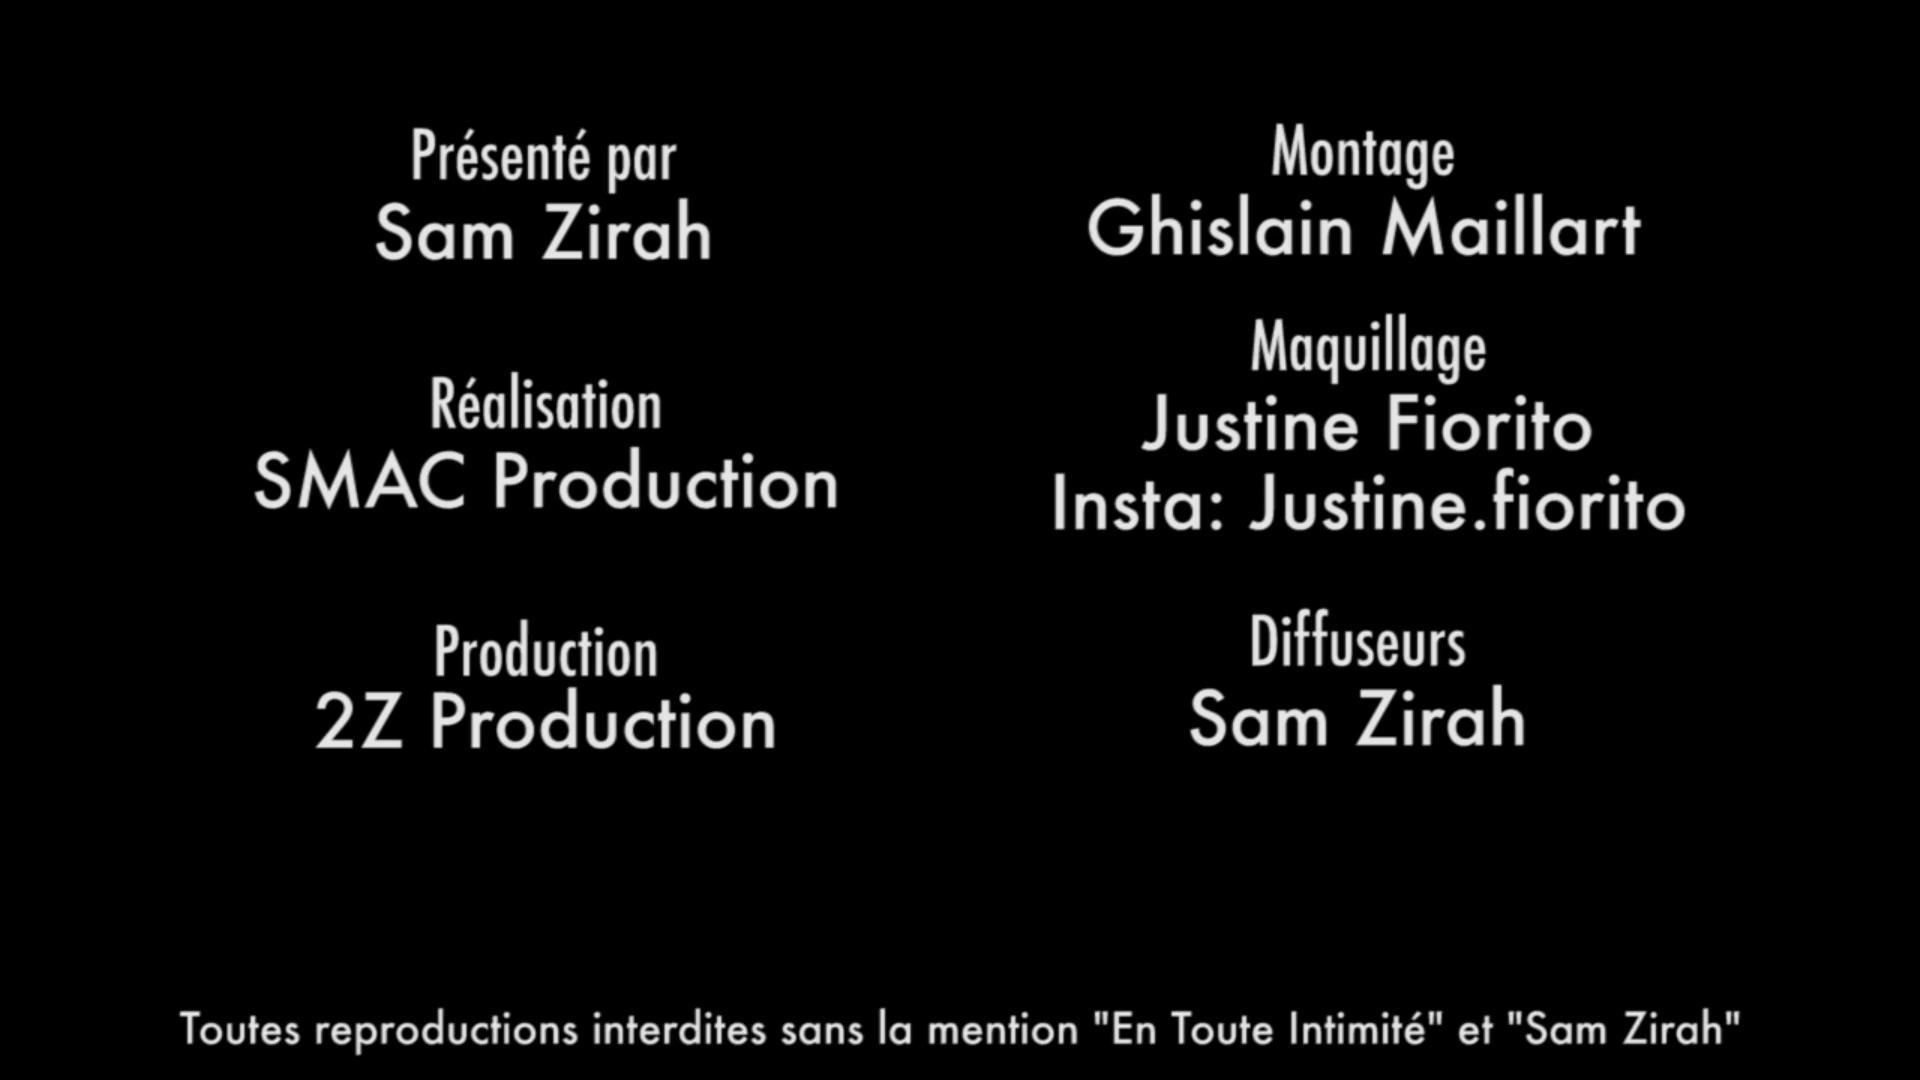 Présenté par
Sam Zirah
Réalisation
SMAC Production
Production
2Z Production
Montage
Ghislain Maillart
Maquillage
Justine Fiorito
Insta: Justine.fiorito
Diffuseurs
Sam Zirah
Toutes reproductions interdites sans la mention "En Toute Intimité" et "Sam Zirah"